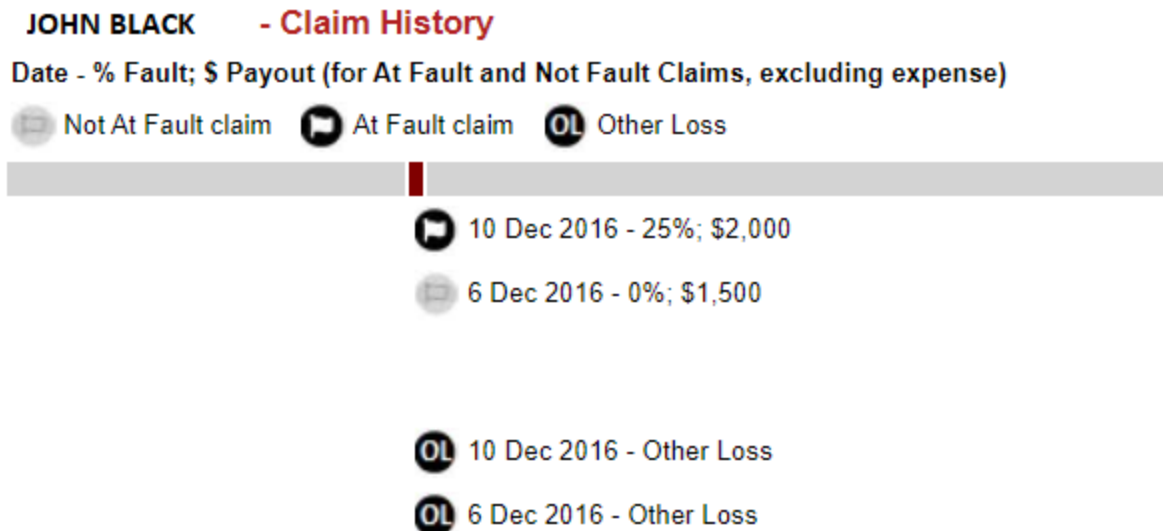 JOHN BLACK - Claim History
Date - % Fault; $ Payout (for At Fault and Not Fault Claims, excluding expense)
Not At Fault claim At Fault claim OL Other Loss
10 Dec 2016 - 25%; $2,000
6 Dec 2016 - 0%; $1,500
OL 10 Dec 2016 - Other Loss
OL 6 Dec 2016 - Other Loss